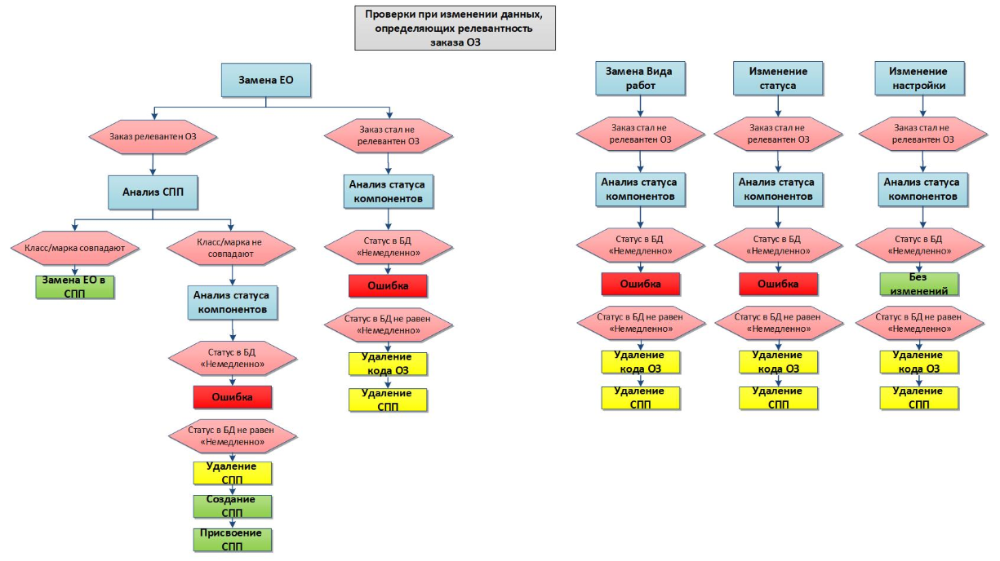 Проверки при изменении данных,
определяющих релевантность
заказа ОЗ
Замена ЕО
Заказ релевантен ОЗ
Анализ СПП
Класс/марка совпадают
Замена ЕО в
СПП
Класс/марка не
совпадают
Анализ статуса
компонентов
Статус в БД
«Немедленно»
Ошибка
Статус в БД не равен
«Немедленно»
Удаление
СПП
Создание
СПП
Присвоение
СПП
Заказ стал не
релевантен ОЗ
Анализ статуса
компонентов
Статус в БД
«Немедленно»
Ошибка
Статус в БД не равен
«Немедленно»
Удаление
кода ОЗ
Удаление
СПП
Замена Вида
работ
Заказ стал не
релевантен ОЗ
Анализ статуса
компонентов
Статус в БД
«Немедленно»
Ошибка
Статус в БД не равен
«Немедленно»
Удаление
кода ОЗ
Удаление
СПП
Изменение
статуса
Заказ стал не
релевантен ОЗ
Анализ статуса
компонентов
Статус в БД
«Немедленно»
Ошибка
Статус в БД не равен
«Немедленно»
Удаление
кода ОЗ
Удаление
СПП
Изменение
настройки
Заказ стал не
релевантен ОЗ
Анализ статуса
компонентов
Статус в БД
«Немедленно»
Без
изменений
Статус в БД не равен
«Немедленно»
Удаление
кода ОЗ
Удаление
СПП